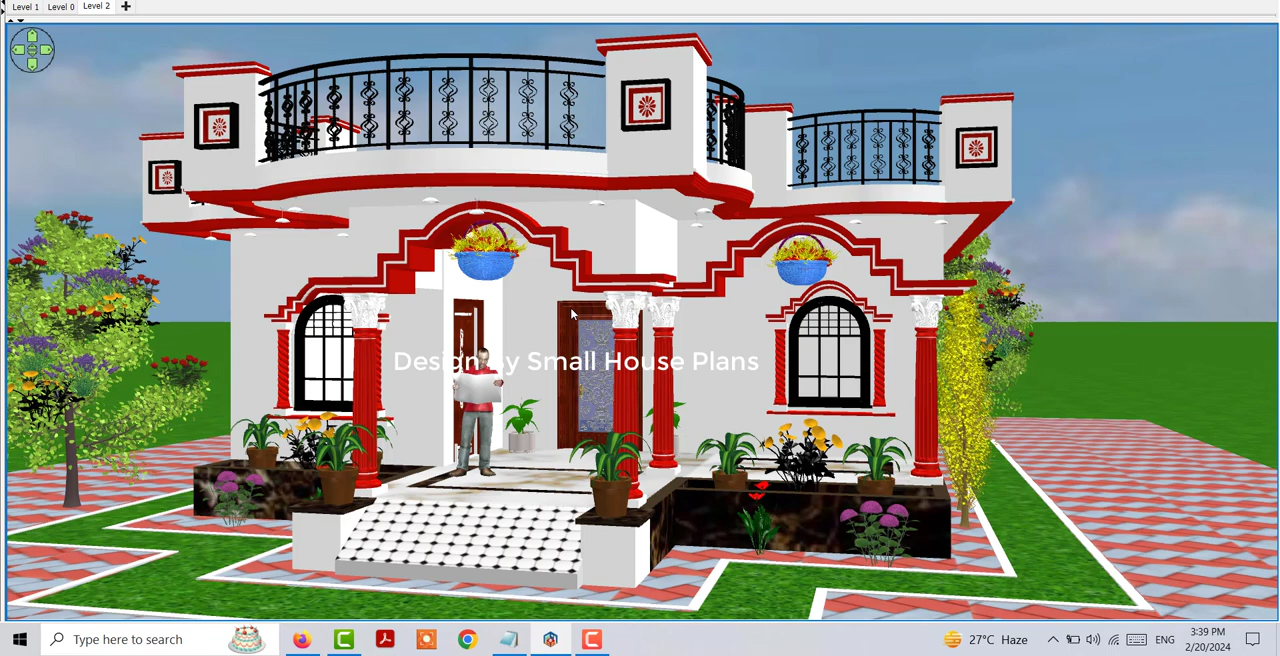 Level 1 Level 0 Level 2
Design by Small House Plans
Type here to search
27°C Haze
ENG
3:39 PM
2/20/2024